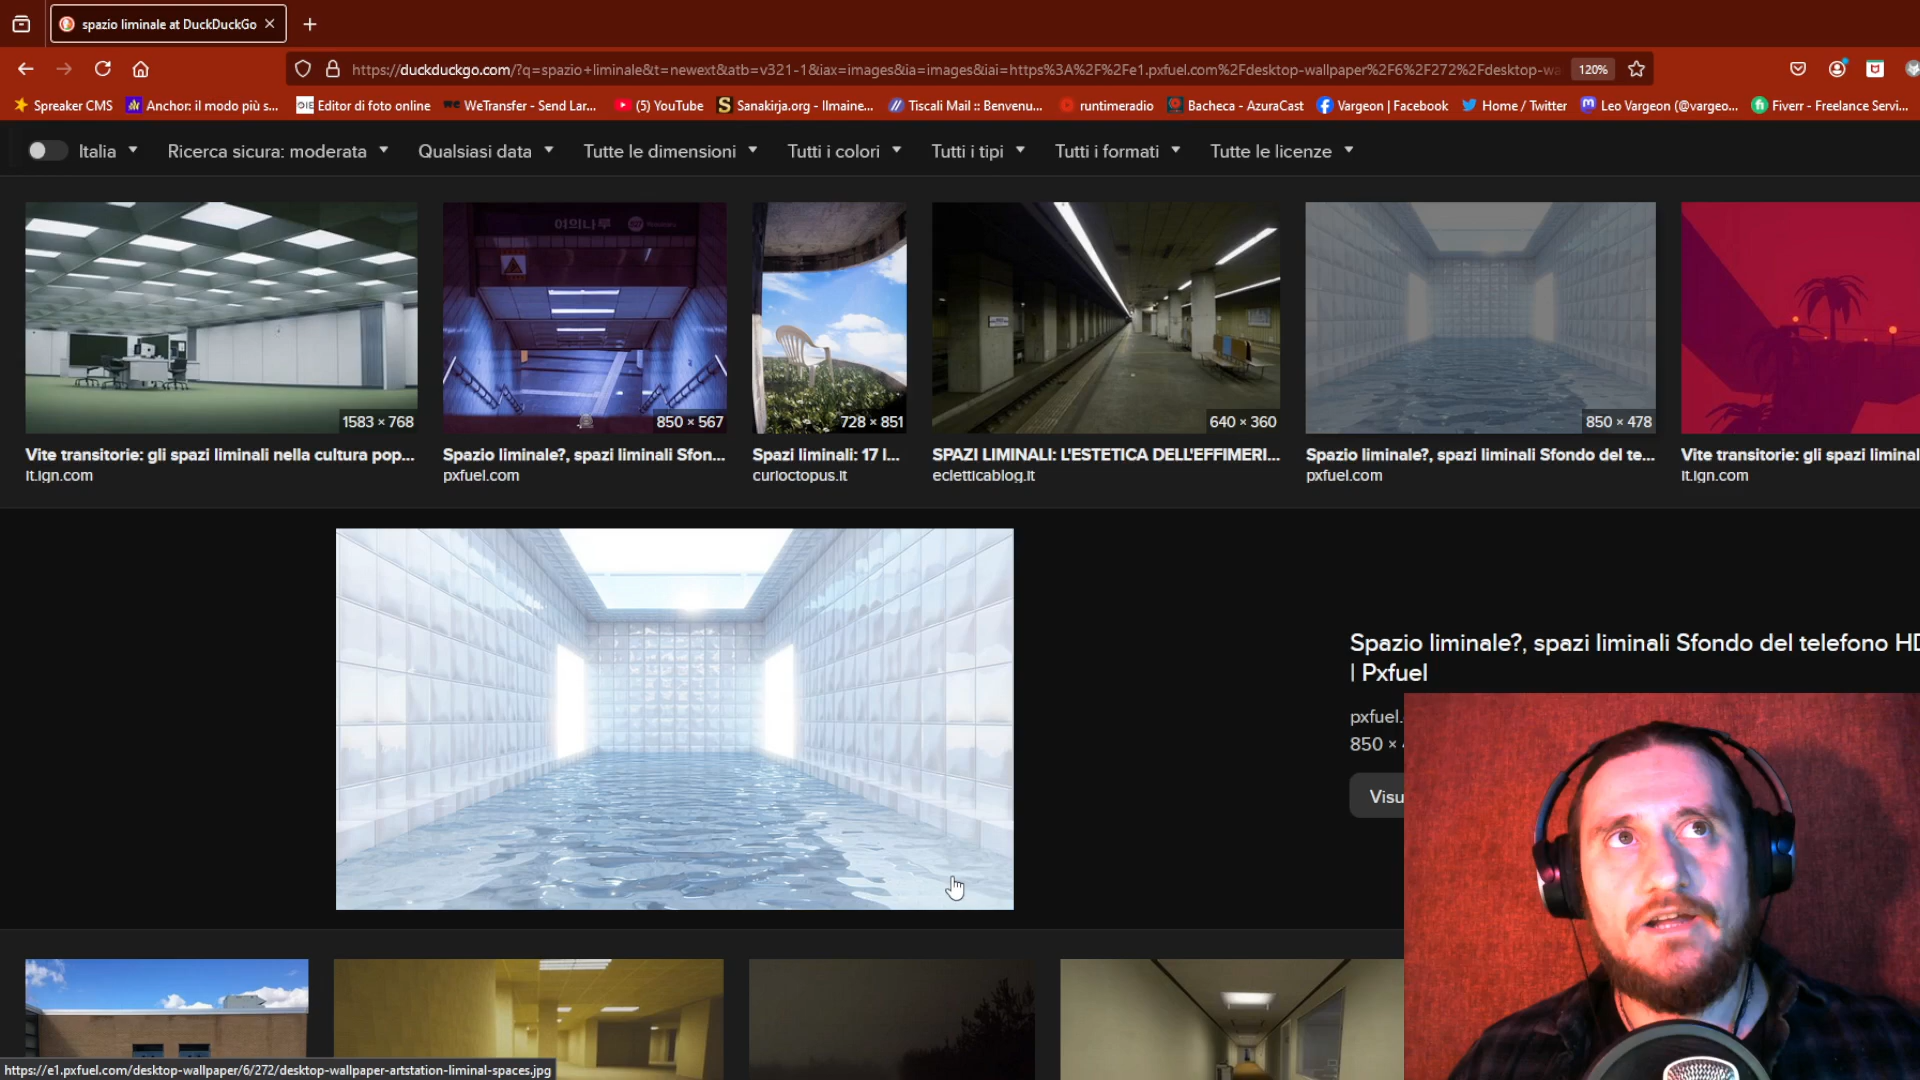 spazio liminale at DuckDuckGo
https://duckduckgo.com/?q=spazio+liminale&t=newext&atb=v321-1&iax=images&ia=images&iai=https%3A%2F%2Fe1.pxfuel.com%2Fdesktop-wallpaper%2F6%2F272%2Fdesktop-wa
120%
Spreaker CMS
Anchor: il modo più s...
OIE Editor di foto online
we WeTransfer - Send Lar...
(5) YouTube
S Sanakirja.org - Ilmaine...
Tiscali Mail :: Benvenu...
runtimeradio
Bacheca - AzuraCast
Vargeon | Facebook
Home / Twitter
Leo Vargeon (@vargeo...
Fiverr - Freelance Servi...
Italia
Ricerca sicura: moderata
Qualsiasi data
Tutte le dimensioni
Tutti i colori
Tutti i tipi
Tutti i formati
Tutte le licenze
여의나루
1583 × 768
850 × 567
728 × 851
640 × 360
850 × 478
Vite transitorie: gli spazi liminali nella cultura pop...
Spazio liminale?, spazi liminali Sfon...
Spazi liminali: 17 l...
SPAZI LIMINALI: L'ESTETICA DELL'EFFIMERI...
Spazio liminale?, spazi liminali Sfondo del te...
Vite transitorie: gli spazi liminal
it.ign.com
pxfuel.com
curioctopus.it
ecletticablog.it
pxfuel.com
it.ign.com
Spazio liminale?, spazi liminali Sfondo del telefono HD
| Pxfuel
pxfuel.
850 ×
Visu
https://e1.pxfuel.com/desktop-wallpaper/6/272/desktop-wallpaper-artstation-liminal-spaces.jpg